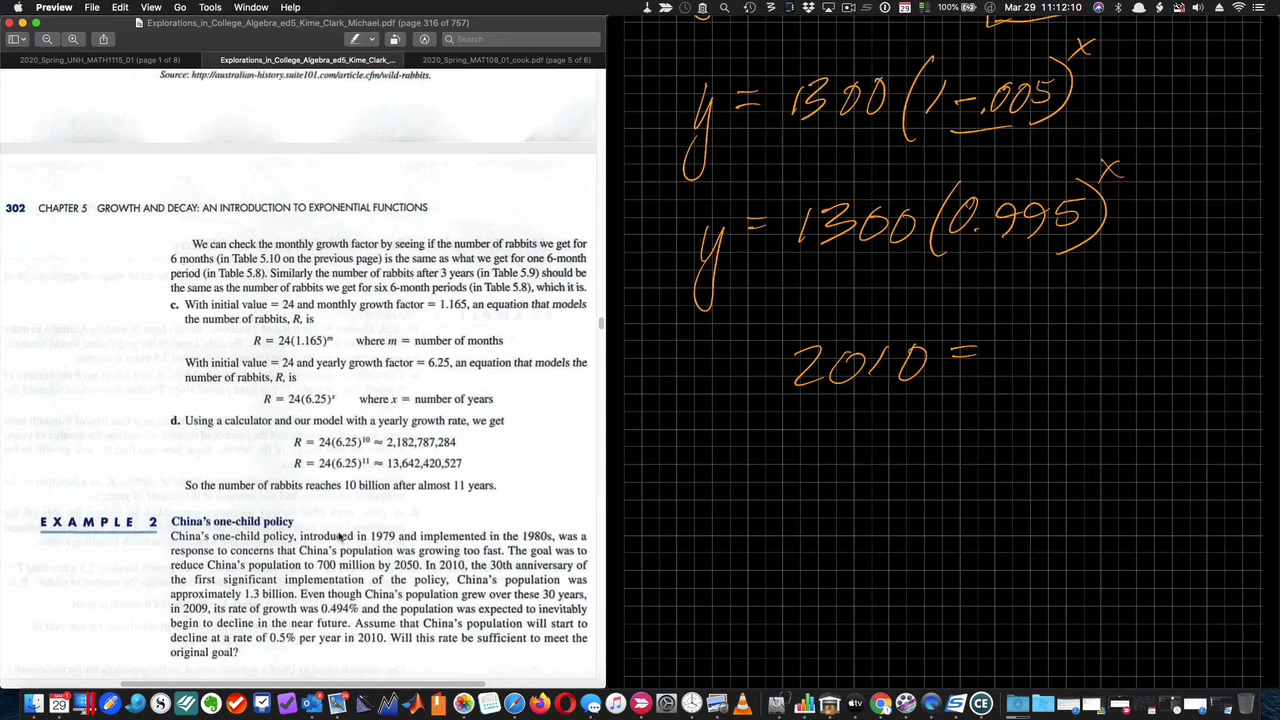 Preview File Edit View Go Tools Window Help
100% Mar 29 11:12:10
Explorations_in_College_Algebra_ed5_Kime_Clark_Michael.pdf (page 316 of 757)
Search
2020_Spring_UNH_MATH1115_01 (page 1 of 8)
Explorations_in_College_Algebra_ed5_Kime_Cl...
2020_Spring_MAT108_01_cook.pdf (page 5 of 6)
Source: http://australian-history.suite101.com/article.cfm/wild-rabbits.
302 CHAPTER 5 GROWTH AND DECAY: AN INTRODUCTION TO EXPONENTIAL FUNCTIONS
We can check the monthly growth factor by seeing if the number of rabbits we get for
6 months (in Table 5.10 on the previous page) is the same as what we get for one 6-month
period (in Table 5.8). Similarly the number of rabbits after 3 years (in Table 5.9) should be
the same as the number of rabbits we get for six 6-month periods (in Table 5.8), which it is.
c. With initial value = 24 and monthly growth factor = 1.165, an equation that models
the number of rabbits, R, is
R = 24(1.165)^m where m = number of months
With initial value = 24 and yearly growth factor = 6.25, an equation that models the
number of rabbits, R, is
R = 24(6.25)^x where x = number of years
d. Using a calculator and our model with a yearly growth rate, we get
R = 24(6.25)^10 ≈ 2,182,787,284
R = 24(6.25)^11 ≈ 13,642,420,527
So the number of rabbits reaches 10 billion after almost 11 years.
EXAMPLE 2 China's one-child policy
China's one-child policy, introduced in 1979 and implemented in the 1980s, was a
response to concerns that China's population was growing too fast. The goal was to
reduce China's population to 700 million by 2050. In 2010, the 30th anniversary of
the first significant implementation of the policy, China's population was
approximately 1.3 billion. Even though China's population grew over these 30 years,
in 2009, its rate of growth was 0.494% and the population was expected to inevitably
begin to decline in the near future. Assume that China's population will start to
decline at a rate of 0.5% per year in 2010. Will this rate be sufficient to meet the
original goal?
y = 1300(1-.005)^x
y = 1300(0.995)^x
2010 =